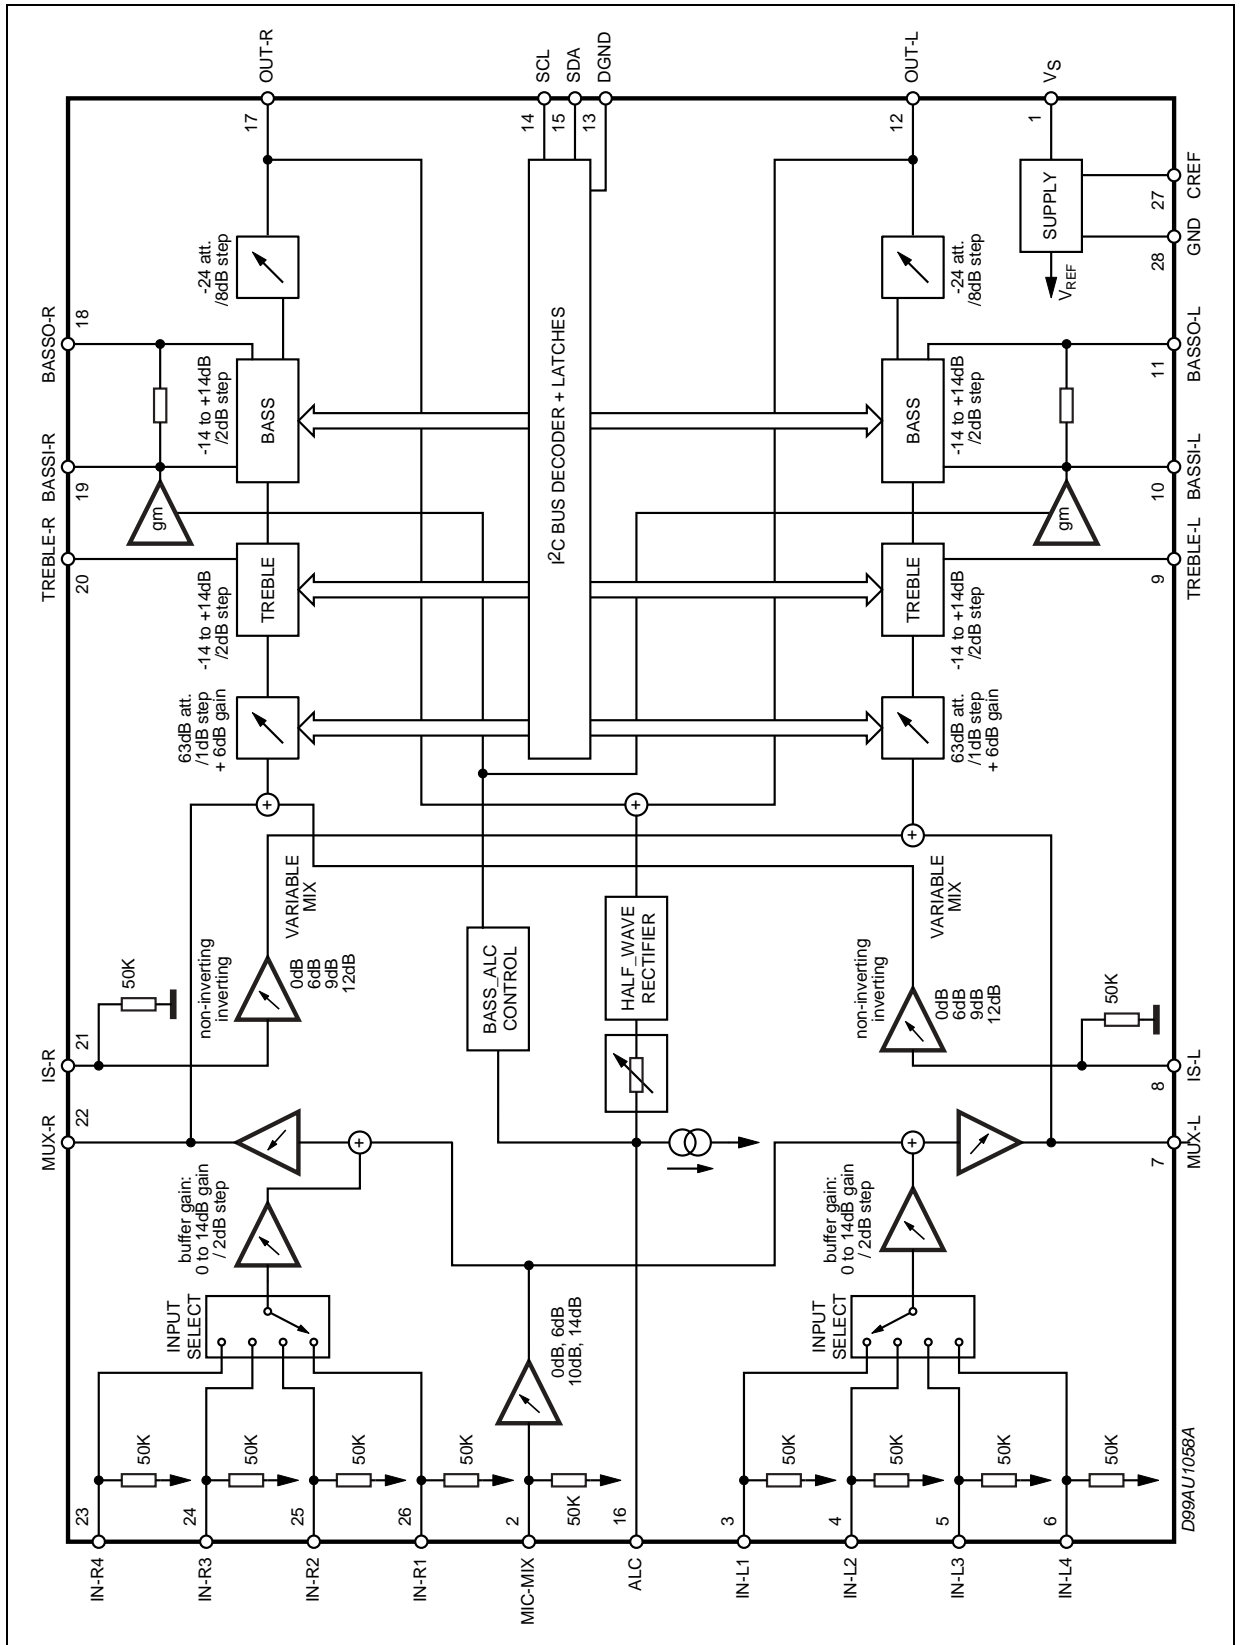 OUT-R
SCL
SDA
DGND
OUT-L
VS
17
14
15
13
12
1
BASSO-R
18
-24 att.
/8dB step
-24 att.
/8dB step
SUPPLY
VREF
27
CREF
28
GND
BASSI-R
19
-14 to +14dB
/2dB step
BASS
gm
I2C BUS DECODER + LATCHES
BASS
-14 to +14dB
/2dB step
gm
11
BASSO-L
10
BASSI-L
TREBLE-R
20
-14 to +14dB
/2dB step
TREBLE
TREBLE
-14 to +14dB
/2dB step
9
TREBLE-L
63dB att.
/1dB step
+ 6dB gain
63dB att.
/1dB step
+ 6dB gain
+
+
+
VARIABLE
MIX
VARIABLE
MIX
50K
non-inverting
inverting
0dB
6dB
9dB
12dB
BASS_ALC
CONTROL
HALF_WAVE
RECTIFIER
non-inverting
inverting
0dB
6dB
9dB
12dB
50K
IS-R
21
8
IS-L
MUX-R
22
+
+
7
MUX-L
buffer gain:
0 to 14dB gain
/ 2dB step
buffer gain:
0 to 14dB gain
/ 2dB step
INPUT
SELECT
0dB, 6dB
10dB, 14dB
INPUT
SELECT
50K
50K
50K
50K
50K
50K
50K
50K
50K
23
24
25
26
2
16
3
4
5
6
IN-R4
IN-R3
IN-R2
IN-R1
MIC-MIX
ALC
IN-L1
IN-L2
IN-L3
IN-L4
D99AU1058A